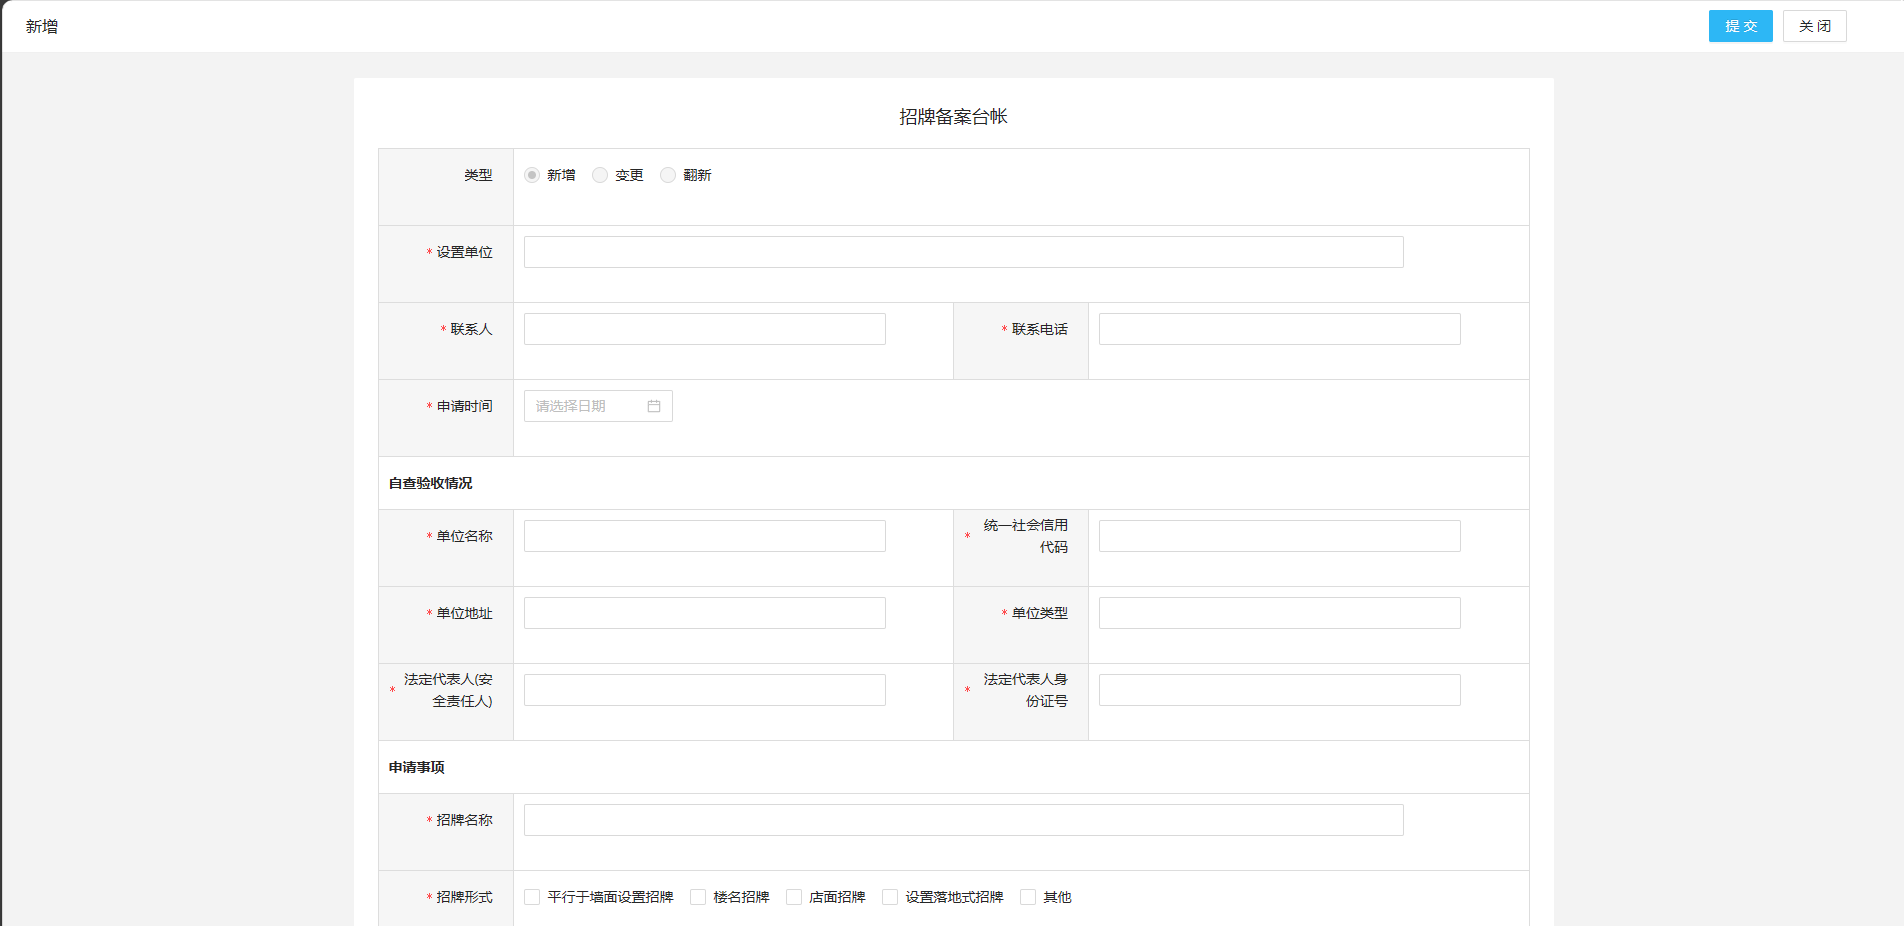 新增
提 交 关 闭
招牌备案台帐
类型 新增 变更 翻新
* 设置单位
* 联系人 * 联系电话
* 申请时间 请选择日期
自查验收情况
* 单位名称 * 统一社会信用
代码
* 单位地址 * 单位类型
* 法定代表人(安
全责任人)
* 法定代表人身
份证号
申请事项
* 招牌名称
* 招牌形式 平行于墙面设置招牌 楼名招牌 店面招牌 设置落地式招牌 其他